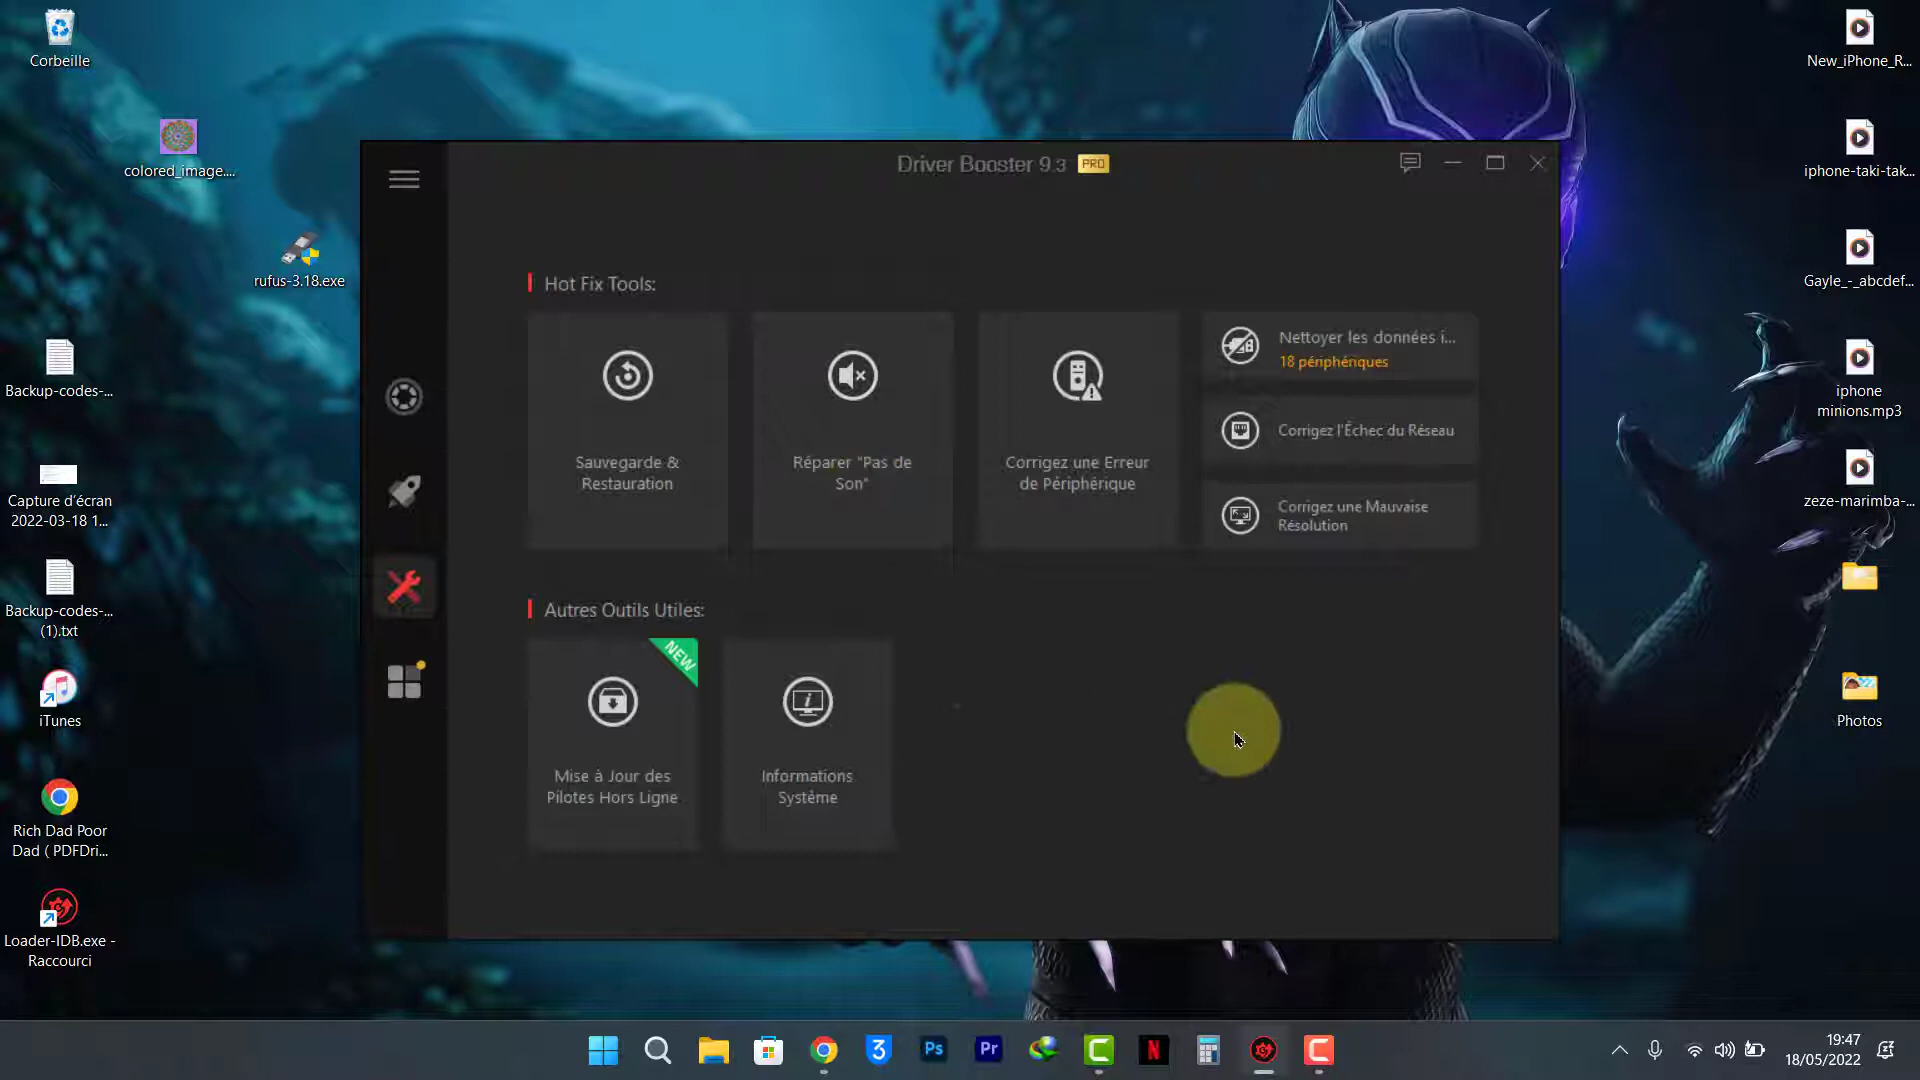 Corbeille
colored_image....
rufus-3.18.exe
Backup-codes-...
Capture d'écran
2022-03-18 1...
Backup-codes-...
(1).txt
iTunes
Rich Dad Poor
Dad ( PDFDri...
Loader-IDB.exe -
Raccourci
Driver Booster 9.3 PRO
Hot Fix Tools:
Sauvegarde &
Restauration
Réparer "Pas de
Son"
Corrigez une Erreur
de Périphérique
Nettoyer les données i...
18 périphériques
Corrigez l'Échec du Réseau
Corrigez une Mauvaise
Résolution
Autres Outils Utiles:
NEW
Mise à Jour des
Pilotes Hors Ligne
Informations
Système
New_iPhone_R...
iphone-taki-tak...
Gayle_-_abcdef...
iphone
minions.mp3
zeze-marimba-...
Photos
3
Ps
Pr
C
N
C
19:47
18/05/2022